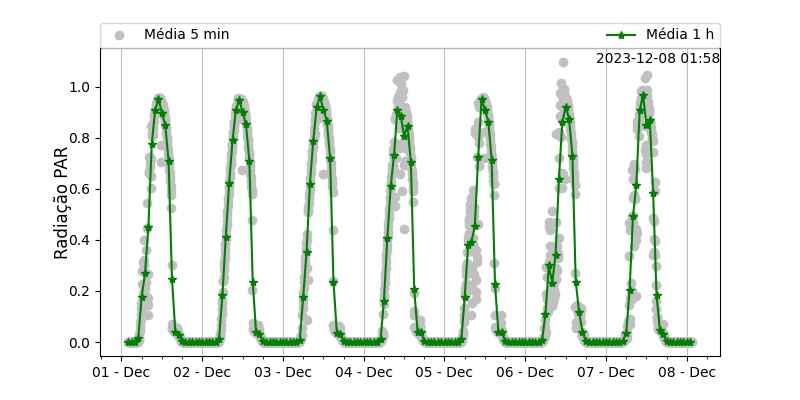 Média 5 min
Média 1 h
2023-12-08 01:58
Radiação PAR
1.0
0.8
0.6
0.4
0.2
0.0
01 - Dec
02 - Dec
03 - Dec
04 - Dec
05 - Dec
06 - Dec
07 - Dec
08 - Dec